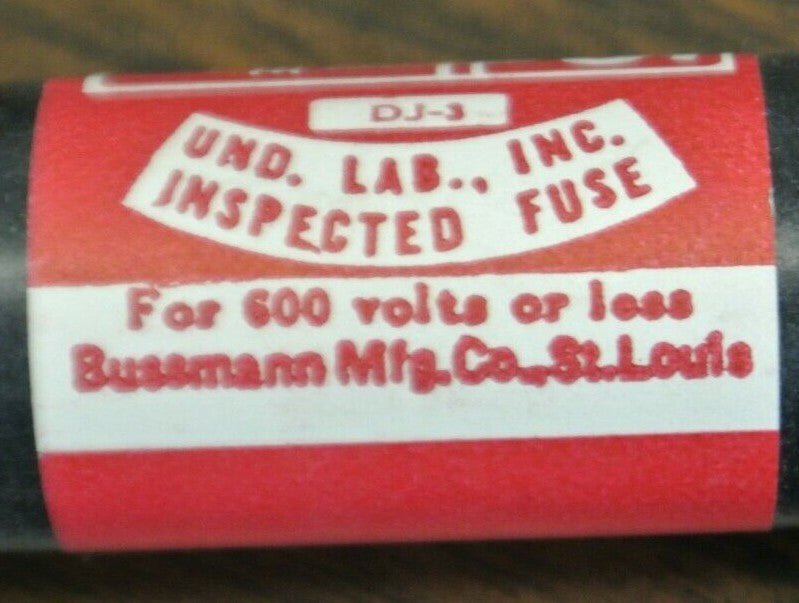 DJ-3
UND. LAB., INC.
INSPECTED FUSE
For 600 volts or less
Bussmann Mfg. Co., St. Louis